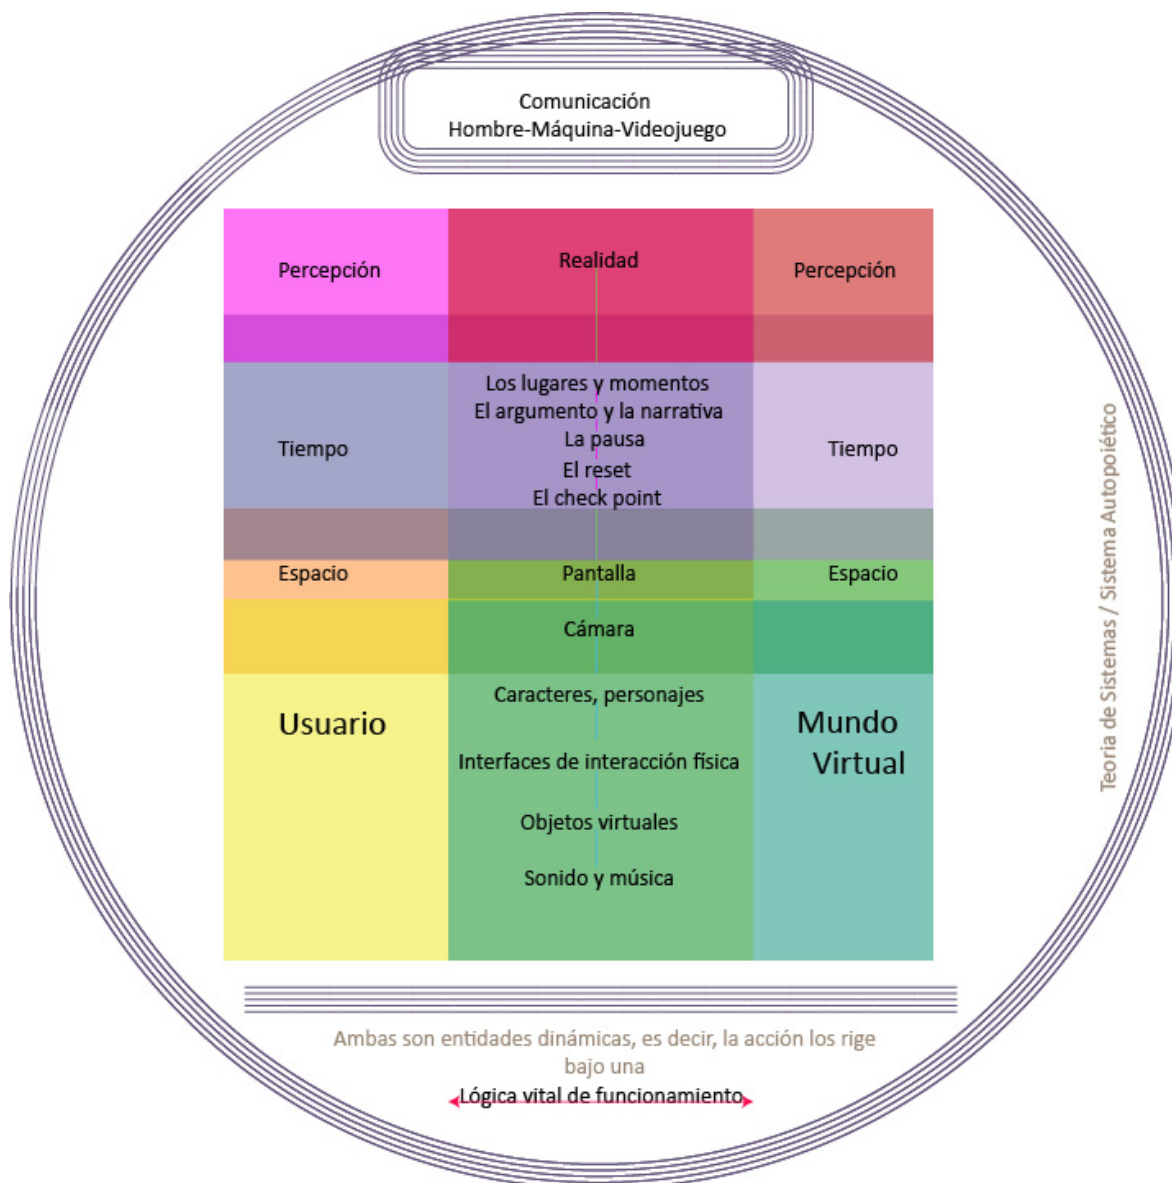 Comunicación
Hombre-Máquina-Videojuego
Percepción
Realidad
Percepción
Los lugares y momentos
El argumento y la narrativa
La pausa
Tiempo
Tiempo
El reset
El check point
Espacio
Pantalla
Espacio
Cámara
Caracteres, personajes
Usuario
Mundo
Virtual
Interfaces de interacción física
Objetos virtuales
Sonido y música
Teoria de Sistemas / Sistema Autopoiético
Ambas son entidades dinámicas, es decir, la acción los rige
bajo una
Lógica vital de funcionamiento